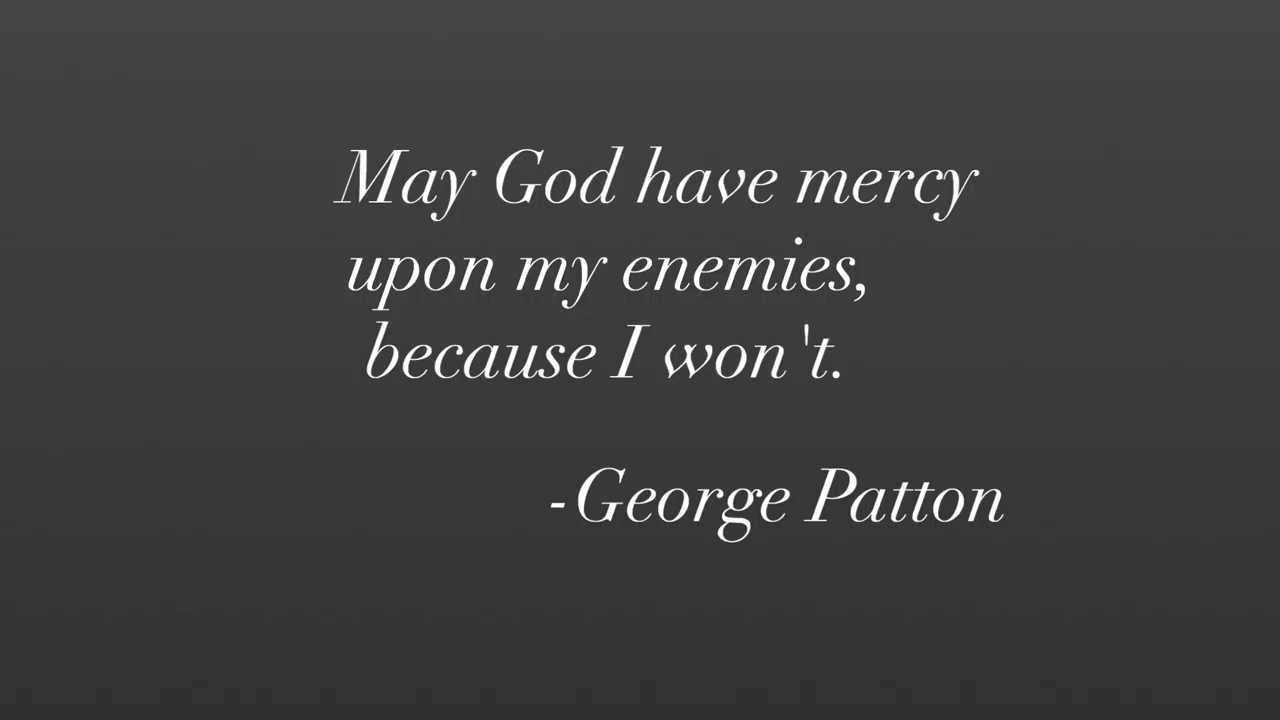 May God have mercy
upon my enemies,
because I won't.
-George Patton